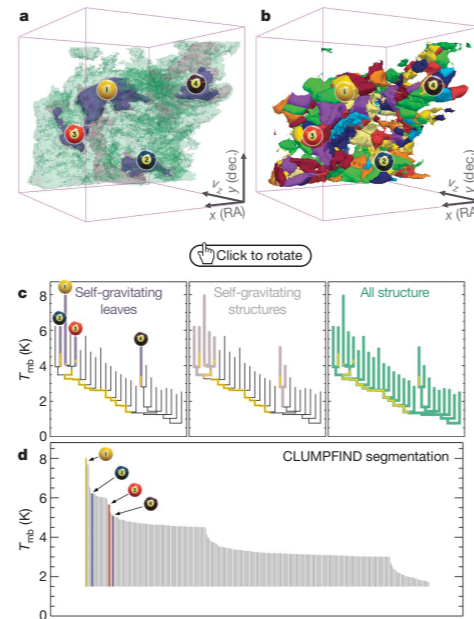 a
b
1
4
3
2
1
4
3
2
v_z
y (dec.)
x (RA)
v_z
y (dec.)
x (RA)
Click to rotate
c
Self-gravitating
leaves
Self-gravitating
structures
All structure
1
2
3
4
8
6
4
2
0
T_mb (K)
d
CLUMPFIND segmentation
1
2
3
4
8
6
4
2
0
T_mb (K)